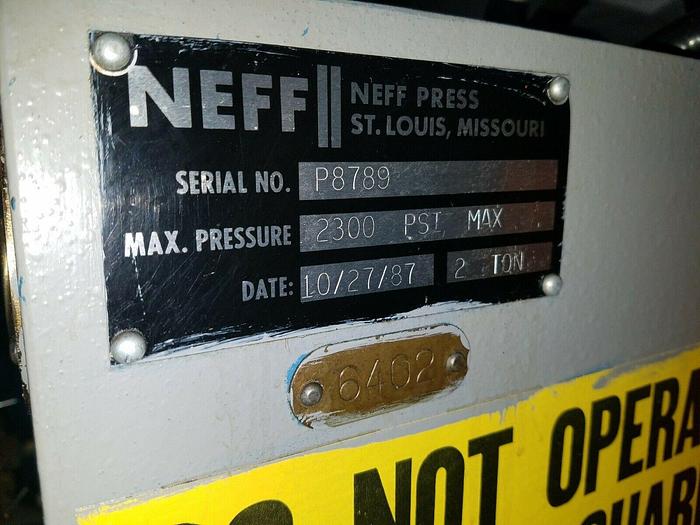 NEFF
NEFF PRESS
ST. LOUIS, MISSOURI
SERIAL NO. P8789
MAX. PRESSURE 2300 PSI MAX
DATE: 10/27/87 2 TON
6402
NOT OPERA